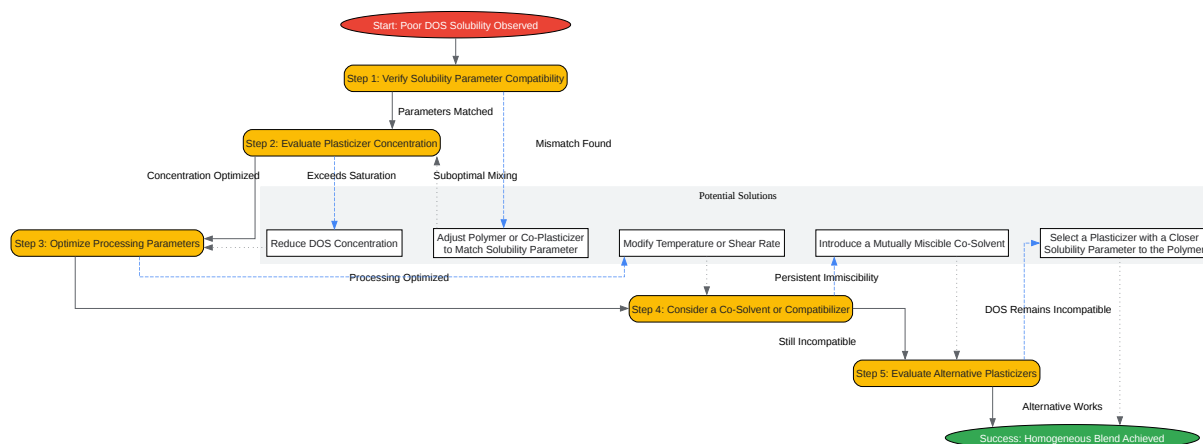 Start: Poor DOS Solubility Observed
Step 1: Verify Solubility Parameter Compatibility
Parameters Matched
Step 2: Evaluate Plasticizer Concentration
Mismatch Found
Concentration Optimized
Exceeds Saturation
Suboptimal Mixing
Potential Solutions
Step 3: Optimize Processing Parameters
Reduce DOS Concentration
Adjust Polymer or Co-Plasticizer
to Match Solubility Parameter
Modify Temperature or Shear Rate
Introduce a Mutually Miscible Co-Solvent
Select a Plasticizer with a Closer
Solubility Parameter to the Polymer
Processing Optimized
Persistent Immiscibility
Step 4: Consider a Co-Solvent or Compatibilizer
DOS Remains Incompatible
Still Incompatible
Step 5: Evaluate Alternative Plasticizers
Alternative Works
Success: Homogeneous Blend Achieved